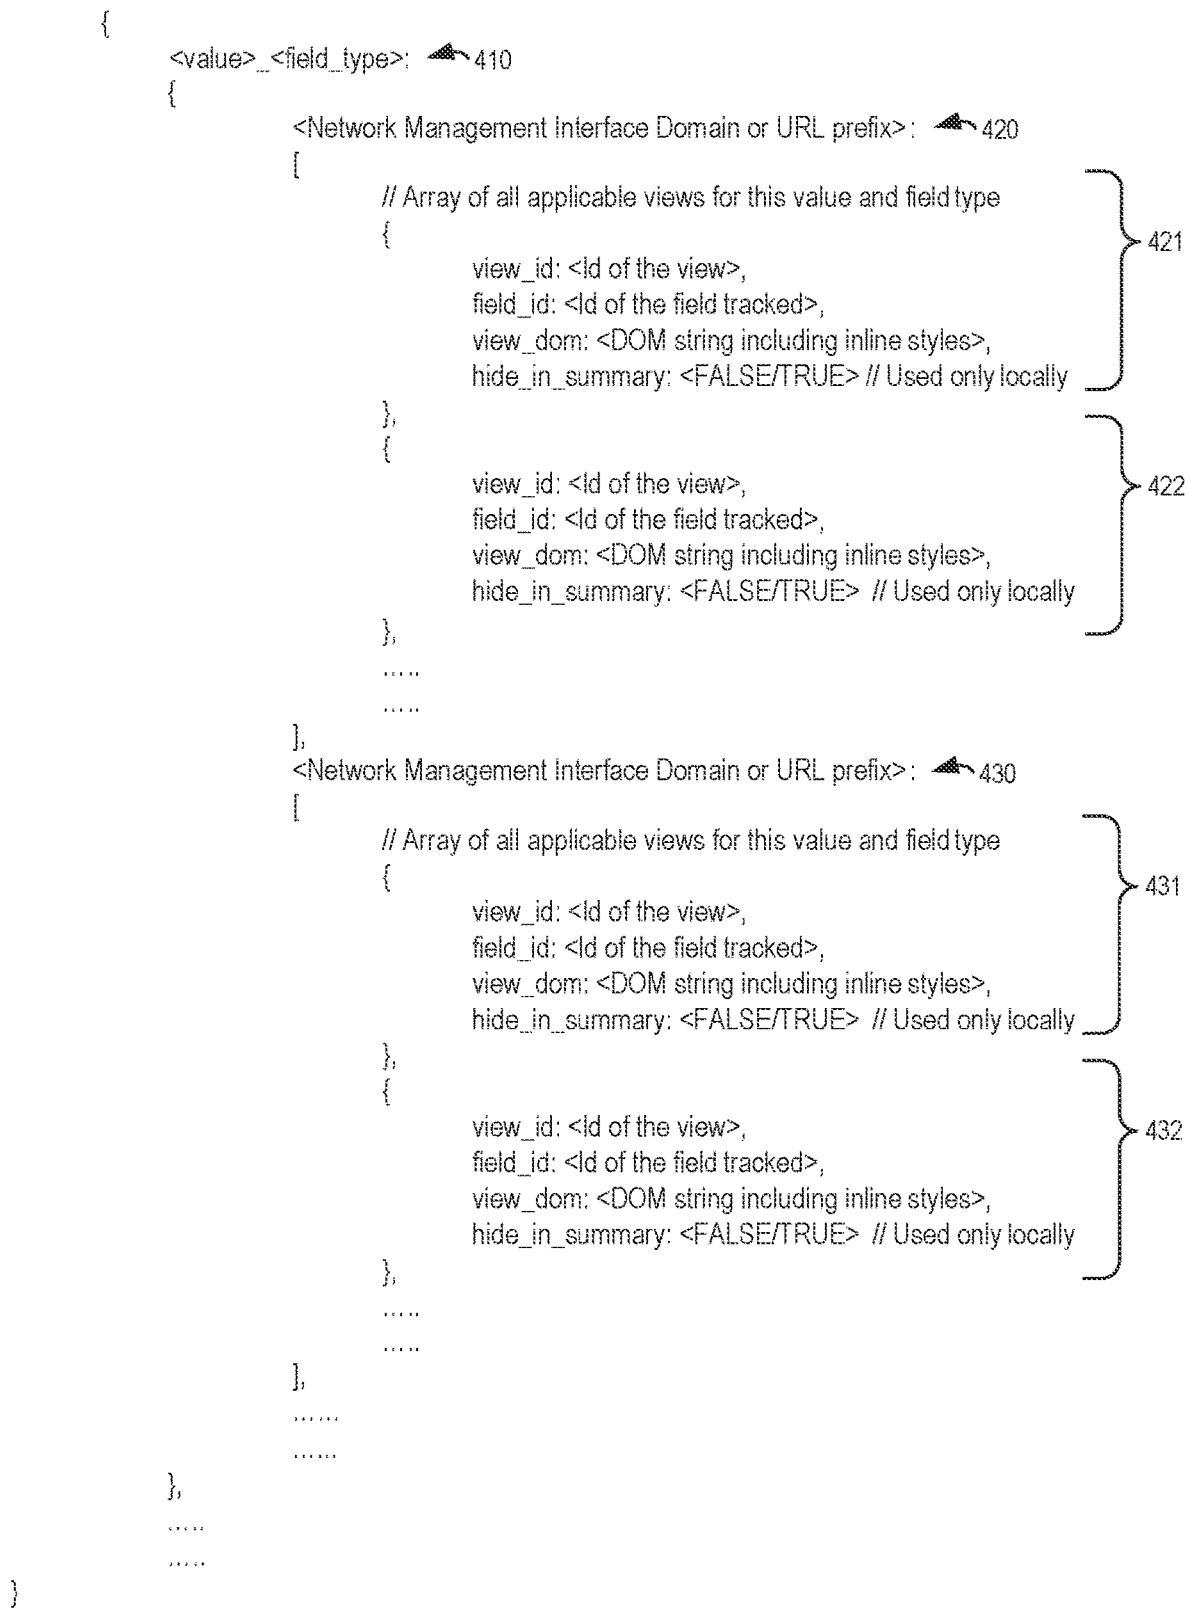 {
<value>_<field_type>: 410
{
<Network Management Interface Domain or URL prefix>: 420
[
// Array of all applicable views for this value and field type
{
421
view_id: <Id of the view>,
field_id: <Id of the field tracked>,
view_dom: <DOM string including inline styles>,
hide_in_summary: <FALSE/TRUE> // Used only locally
},
{
view_id: <Id of the view>, 422
field_id: <Id of the field tracked>,
view_dom: <DOM string including inline styles>,
hide_in_summary: <FALSE/TRUE> // Used only locally
},
.....
.....
],
<Network Management Interface Domain or URL prefix>: 430
[
// Array of all applicable views for this value and field type
{ 431
view_id: <Id of the view>,
field_id: <Id of the field tracked>,
view_dom: <DOM string including inline styles>,
hide_in_summary: <FALSE/TRUE> // Used only locally
},
{
view_id: <Id of the view>, 432
field_id: <Id of the field tracked>,
view_dom: <DOM string including inline styles>,
hide_in_summary: <FALSE/TRUE> // Used only locally
},
.....
.....
],
......
......
},
.....
.....
}